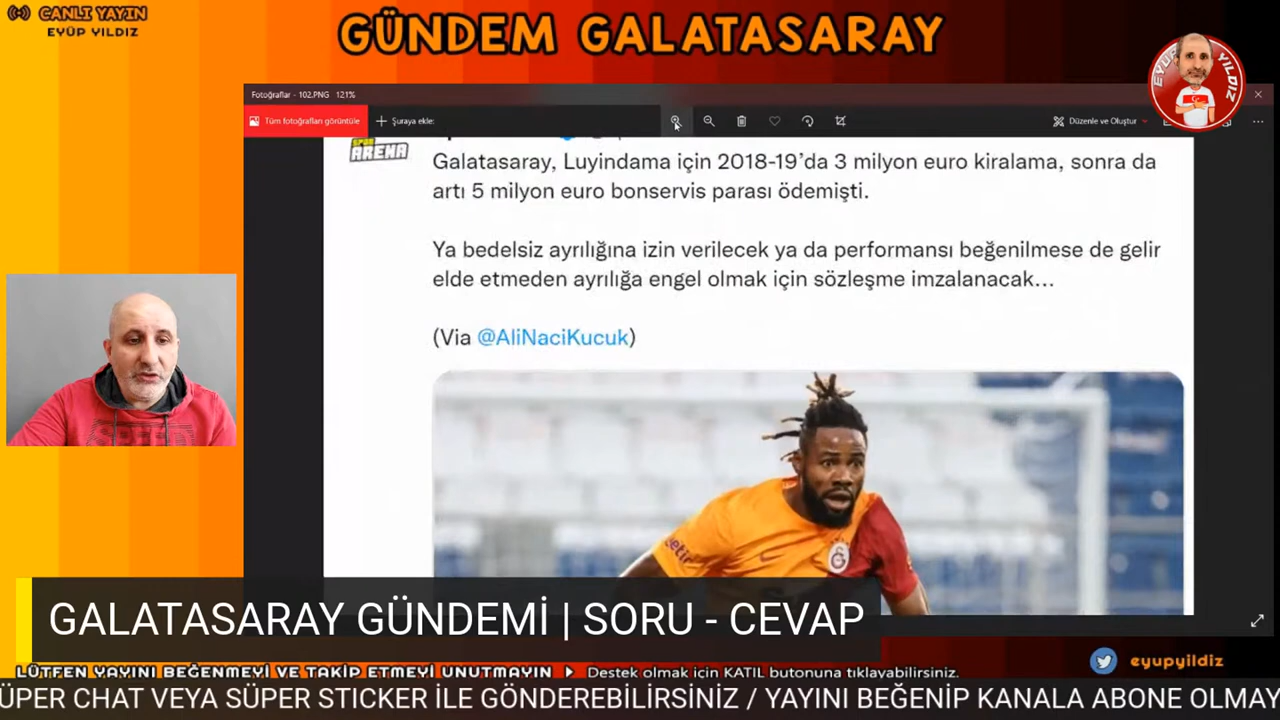 CANLI YAYIN
EYÜP YILDIZ
GÜNDEM GALATASARAY
EYÜP YILDIZ
Fotoğraflar - 102.PNG 121%
Tüm fotoğrafları görüntüle
Şuraya ekle:
Düzenle ve Oluştur
SPOR ARENA
Galatasaray, Luyindama için 2018-19'da 3 milyon euro kiralama, sonra da
artı 5 milyon euro bonservis parası ödemişti.
Ya bedelsiz ayrılığına izin verilecek ya da performansı beğenilmese de gelir
elde etmeden ayrılığa engel olmak için sözleşme imzalanacak...
(Via @AliNaciKucuk)
GALATASARAY GÜNDEMİ | SORU - CEVAP
LÜTFEN YAYINI BEĞENMEYİ VE TAKİP ETMEYİ UNUTMAYIN
Destek olmak için KATIL butonuna tıklayabilirsiniz.
eyupyildiz
ÜPER CHAT VEYA SÜPER STICKER İLE GÖNDEREBİLİRSİNİZ / YAYINI BEĞENİP KANALA ABONE OLMAY